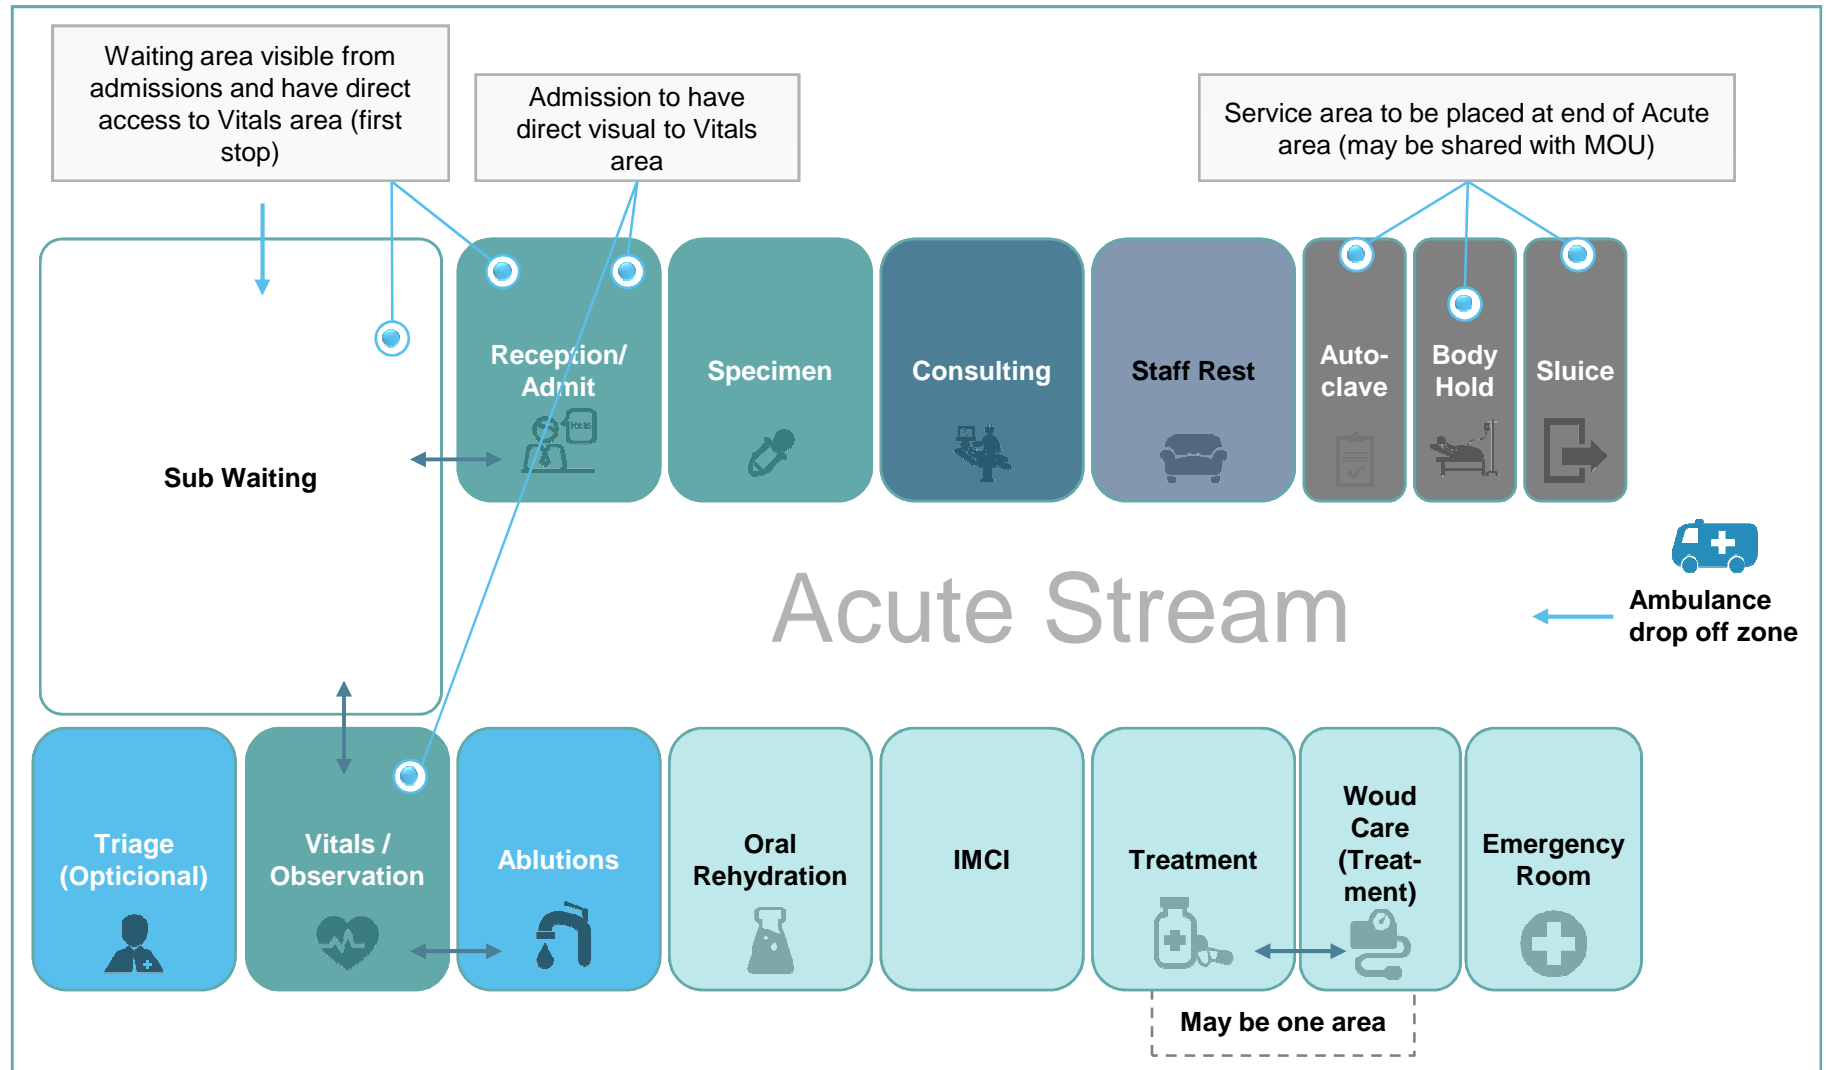 Waiting area visible from
admissions and have direct
access to Vitals area (first
stop)
Admission to have
direct visual to Vitals
area
Service area to be placed at end of Acute
area (may be shared with MOU)
Sub Waiting
Reception/
Admit
Specimen
Consulting
Staff Rest
Auto-
clave
Body
Hold
Sluice
Acute Stream
Ambulance
drop off zone
Triage
(Opticional)
Vitals /
Observation
Ablutions
Oral
Rehydration
IMCI
Treatment
Woud
Care
(Treat-
ment)
Emergency
Room
May be one area